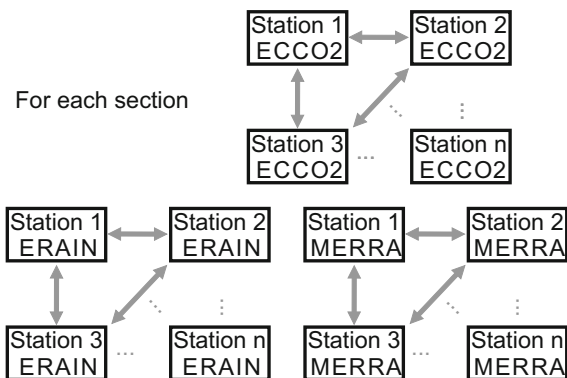 Station 1 Station 2
ECCO2 ECCO2
For each section
Station 3 ... Station n
ECCO2 ECCO2
Station 1 Station 2 Station 1 Station 2
ERAIN ERAIN MERRA MERRA
Station 3 Station n Station 3 Station n
ERAIN ... ERAIN MERRA ... MERRA